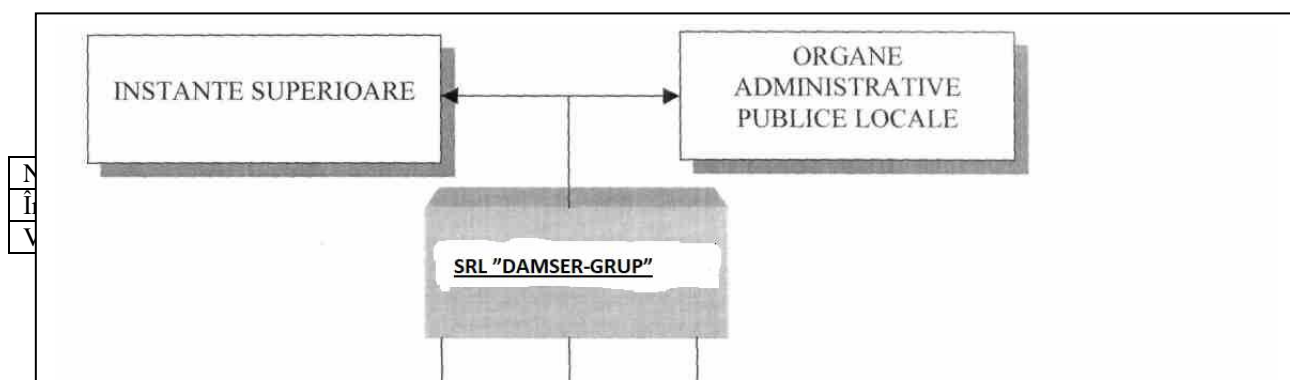 INSTANTE SUPERIOARE
ORGANE
ADMINISTRATIVE
PUBLICE LOCALE
SRL ”DAMSER-GRUP”